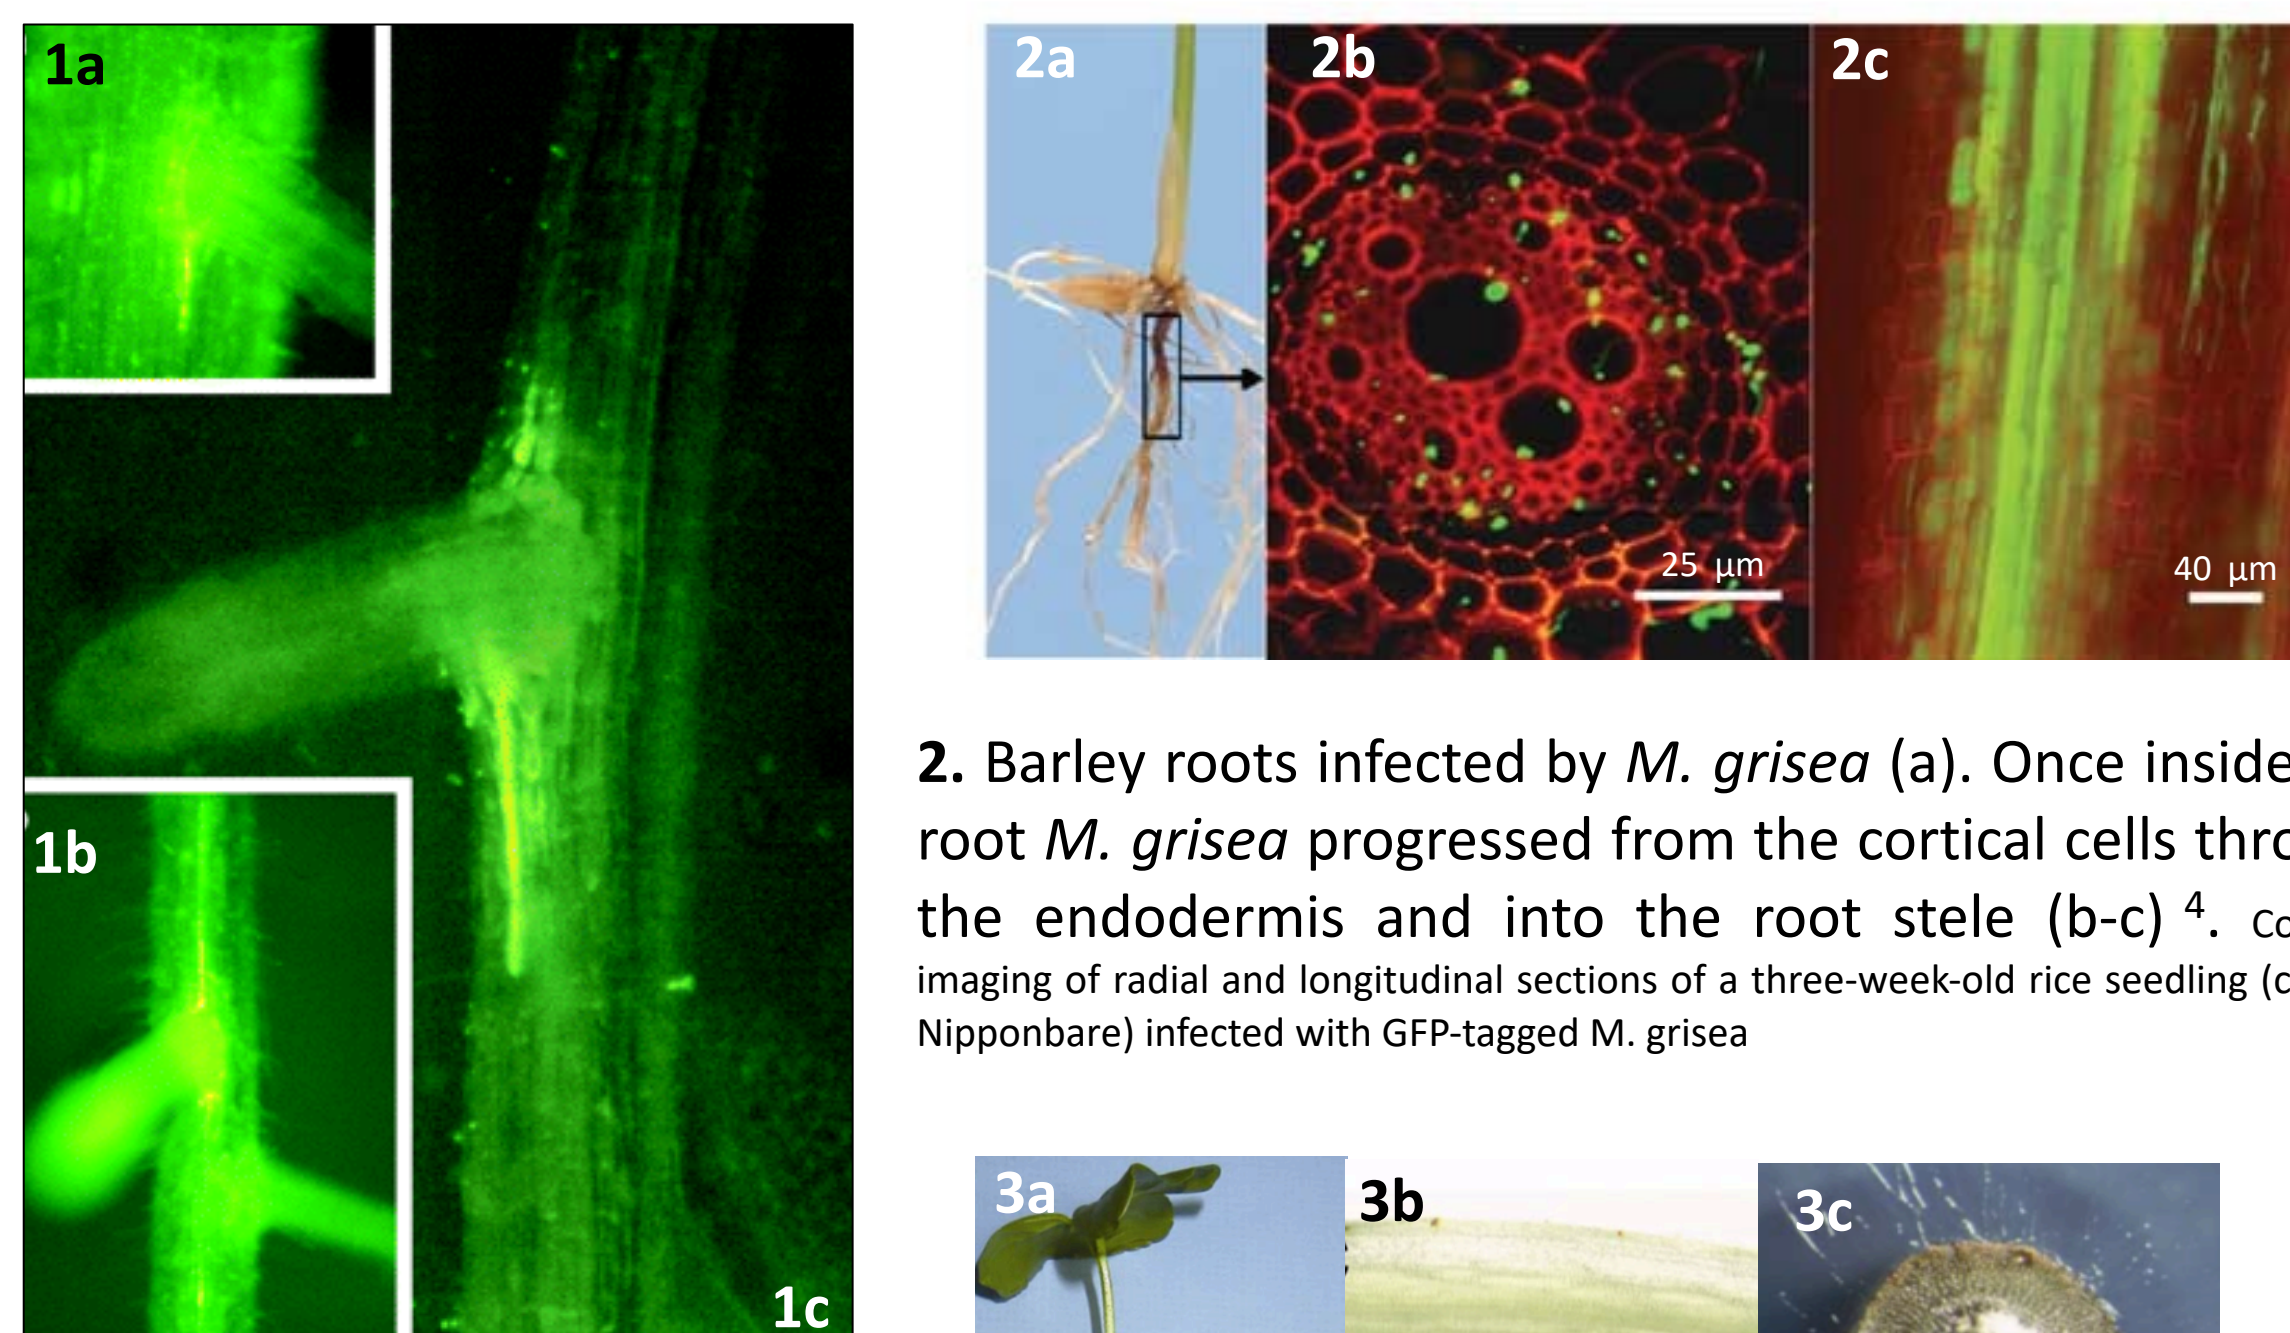 1a
1b
1c
2a
2b
2c
25 µm
40 µm
2. Barley roots infected by M. grisea (a). Once inside
root M. grisea progressed from the cortical cells
the endodermis and into the root stele (b-c) 4.
imaging of radial and longitudinal sections of a three-week-old rice seedling
Nipponbare) infected with GFP-tagged M. grisea
3a
3b
3c